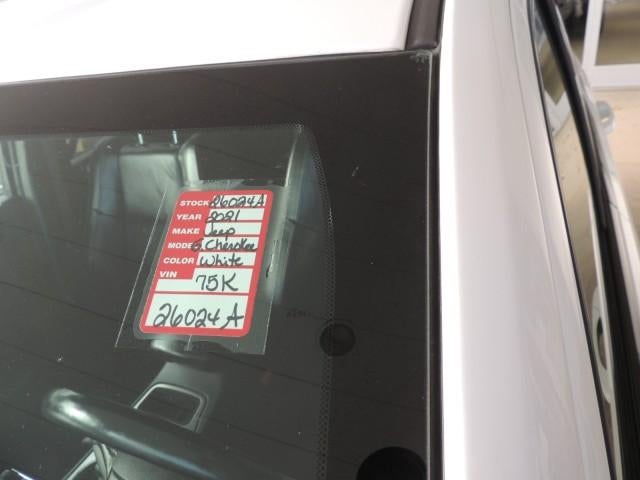 STOCK 26024A
YEAR 2021
MAKE Jeep
MODEL G. Cherokee
COLOR White
VIN 75K
26024A